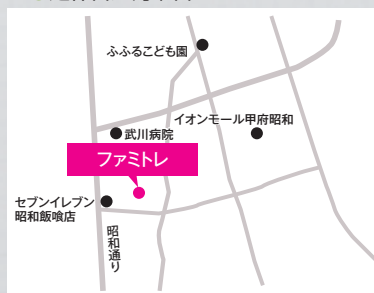 ふふるこども園
イオンモール甲府昭和
武川病院
ファミトレ
セブンイレブン
昭和飯喰店
昭和通り